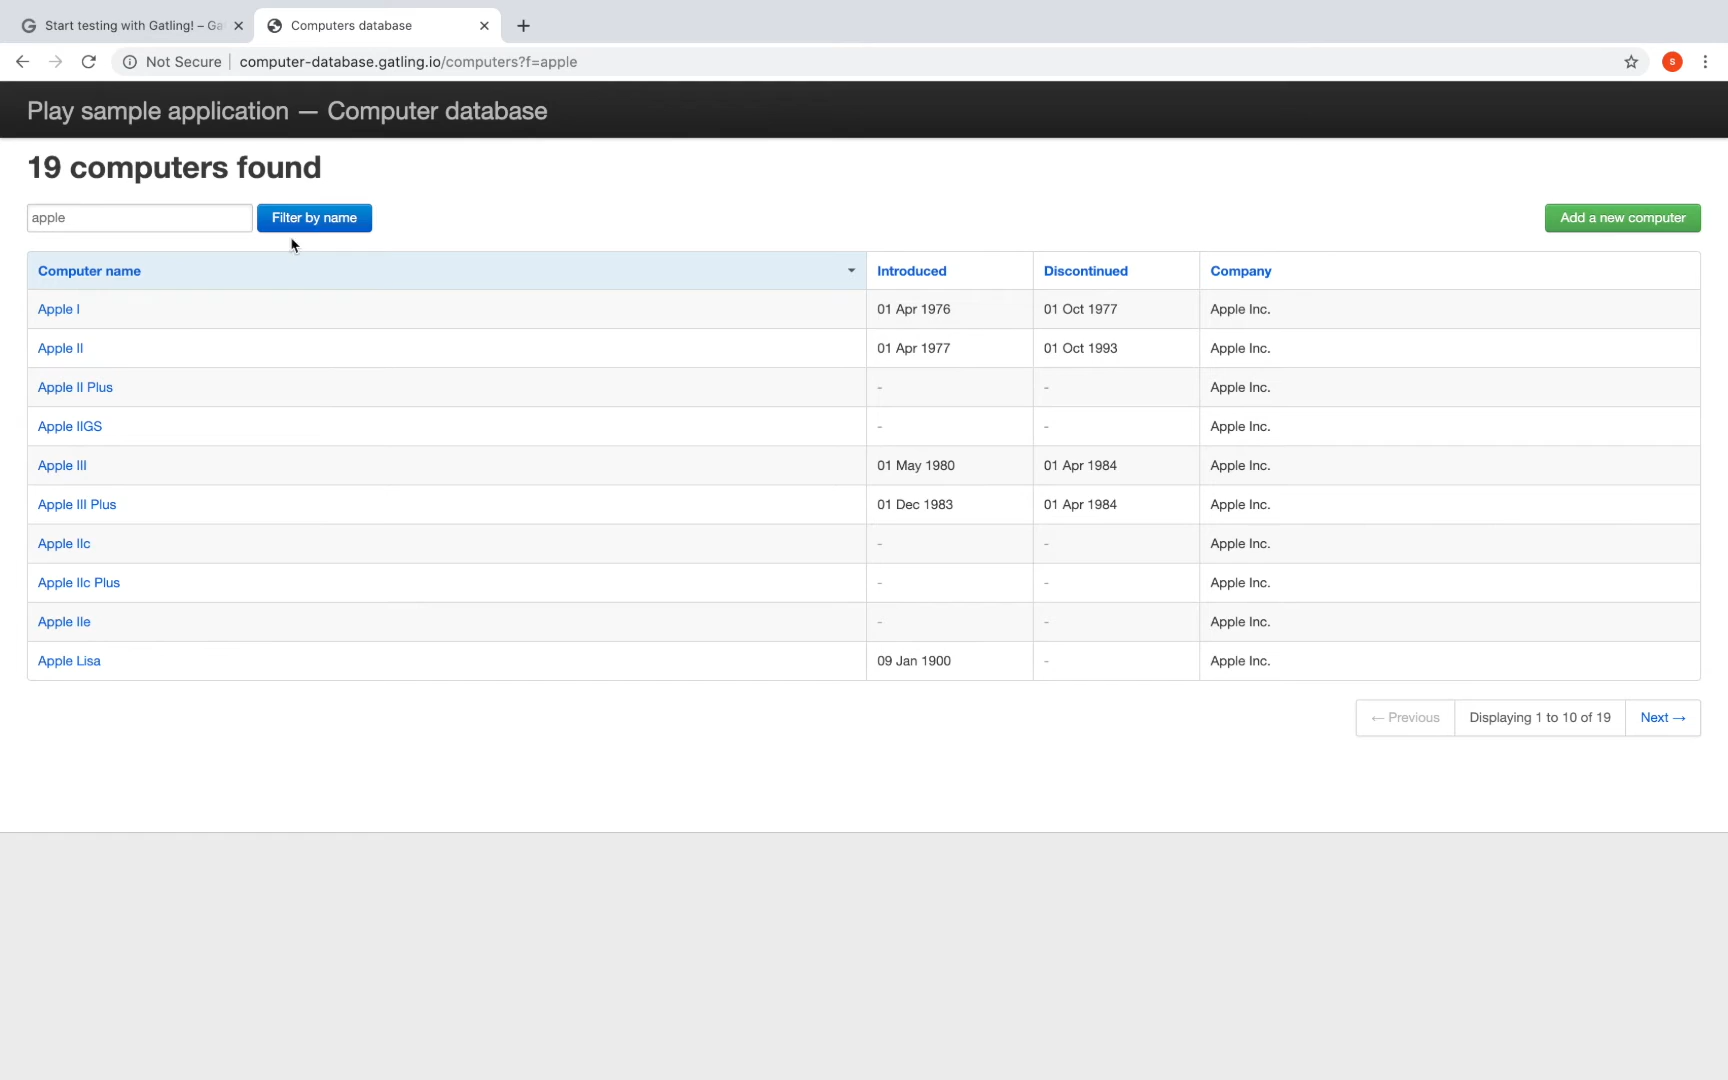 Start testing with Gatling! – Ga
Computers database
Not Secure | computer-database.gatling.io/computers?f=apple
S
Play sample application — Computer database
19 computers found
apple Filter by name Add a new computer
Computer name Introduced Discontinued Company
Apple I 01 Apr 1976 01 Oct 1977 Apple Inc.
Apple II 01 Apr 1977 01 Oct 1993 Apple Inc.
Apple II Plus - - Apple Inc.
Apple IIGS - - Apple Inc.
Apple III 01 May 1980 01 Apr 1984 Apple Inc.
Apple III Plus 01 Dec 1983 01 Apr 1984 Apple Inc.
Apple IIc - - Apple Inc.
Apple IIc Plus - - Apple Inc.
Apple IIe - - Apple Inc.
Apple Lisa 09 Jan 1900 - Apple Inc.
← Previous Displaying 1 to 10 of 19 Next →